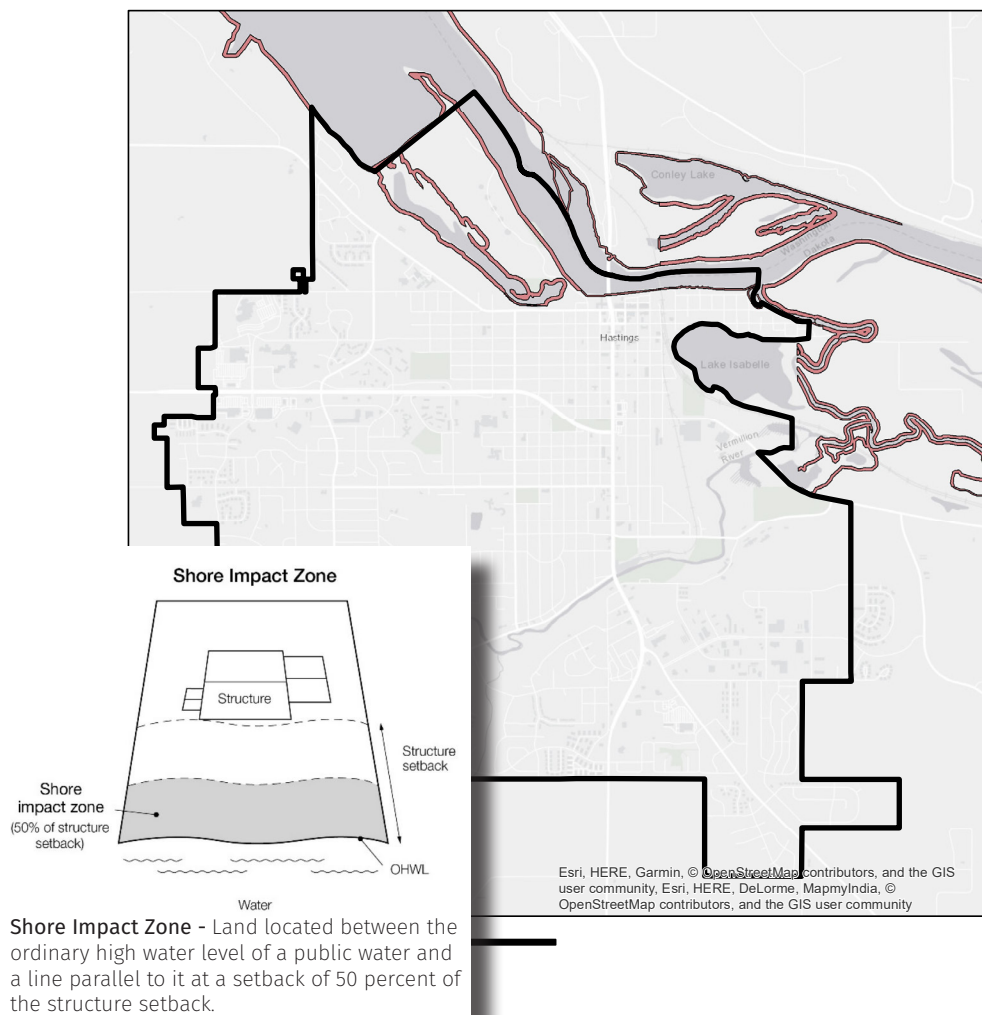 Conley Lake
Washington
Dakota
Hastings
Lake Isabelle
Vermillion
River
Shore Impact Zone
Structure
Structure
setback
Shore
impact zone
(50% of structure
setback)
OHWL
Water
Esri, HERE, Garmin, © OpenStreetMap contributors, and the GIS
user community, Esri, HERE, DeLorme, MapmyIndia, ©
OpenStreetMap contributors, and the GIS user community
Shore Impact Zone - Land located between the
ordinary high water level of a public water and
a line parallel to it at a setback of 50 percent of
the structure setback.